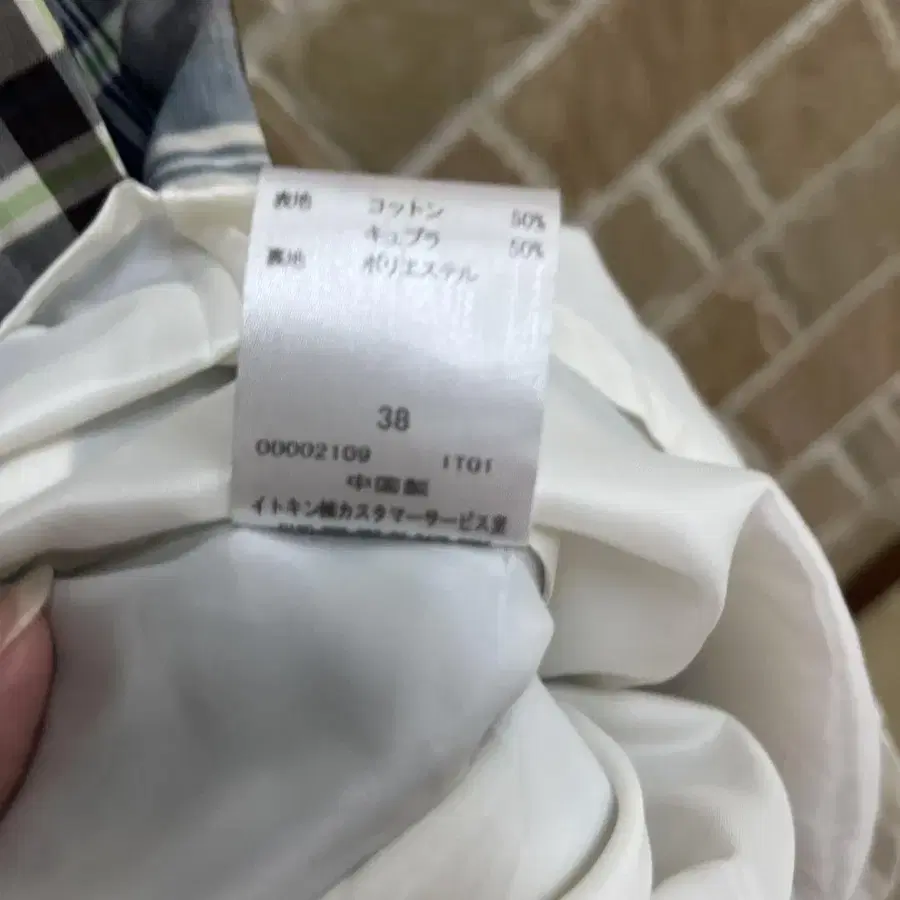 表地 コットン 50%
キュプラ 50%
裏地 ポリエステル
38
00002109 IT01
中国製
イトキン㈱カスタマーサービス室